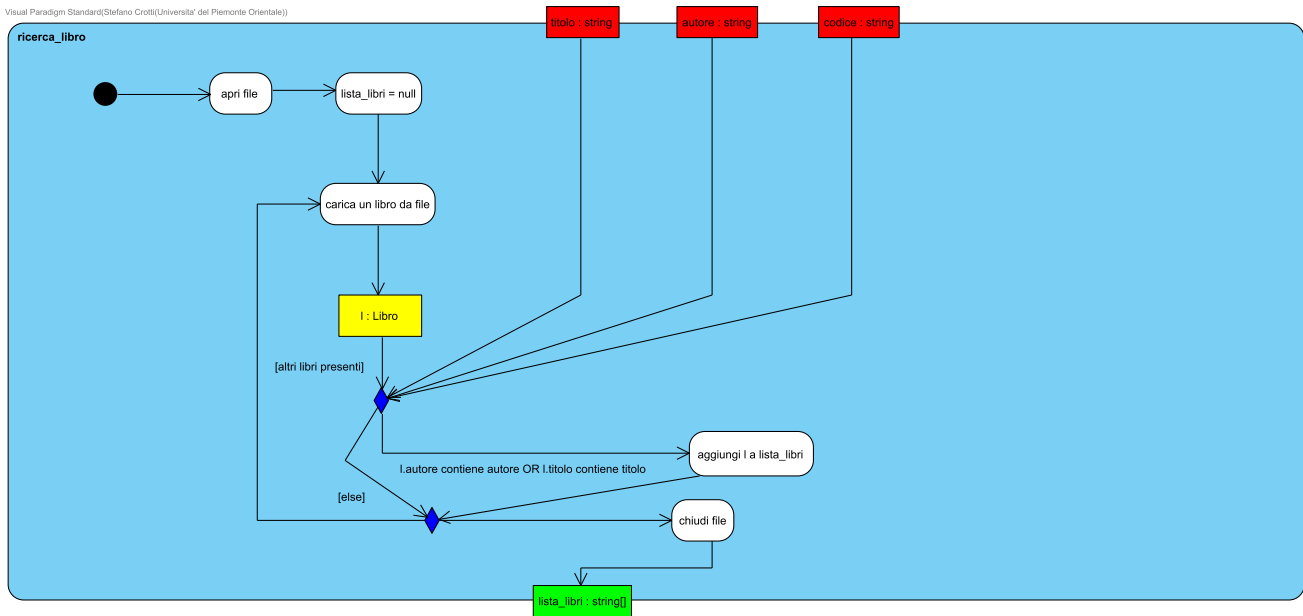 Visual Paradigm Standard(Stefano Crotti(Universita' del Piemonte Orientale))
titolo : string
autore : string
codice : string
ricerca_libro
apri file
lista_libri = null
carica un libro da file
l : Libro
[altri libri presenti]
aggiungi l a lista_libri
l.autore contiene autore OR l.titolo contiene titolo
[else]
chiudi file
lista_libri : string[]